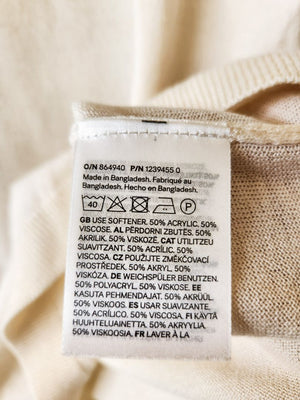 O/N 864940 P/N 1239455 0
Made in Bangladesh. Fabriqué au
Bangladesh. Hecho en Bangladesh.
40 P
GB USE SOFTENER. 50% ACRYLIC. 50%
VISCOSE. AL PËRDORNI ZBUTËS. 50%
AKRILIK. 50% VISKOZË. CAT UTILITZEU
SUAVITZANT. 50% ACRÍLIC. 50%
VISCOSA. CZ POUŽIJTE ZMĚKČOVACÍ
PROSTŘEDEK. 50% AKRYL. 50%
VISKÓZA. DE WEICHSPÜLER BENUTZEN.
50% POLYACRYL. 50% VISKOSE. EE
KASUTA PEHMENDAJAT. 50% AKRÜÜL.
50% VISKOOS. ES USAR SUAVIZANTE.
50% ACRÍLICO. 50% VISCOSA. FI KÄYTÄ
HUUHTELUAINETTA. 50% AKRYYLIA
50% VISKOOSIA. FR LAVER À LA